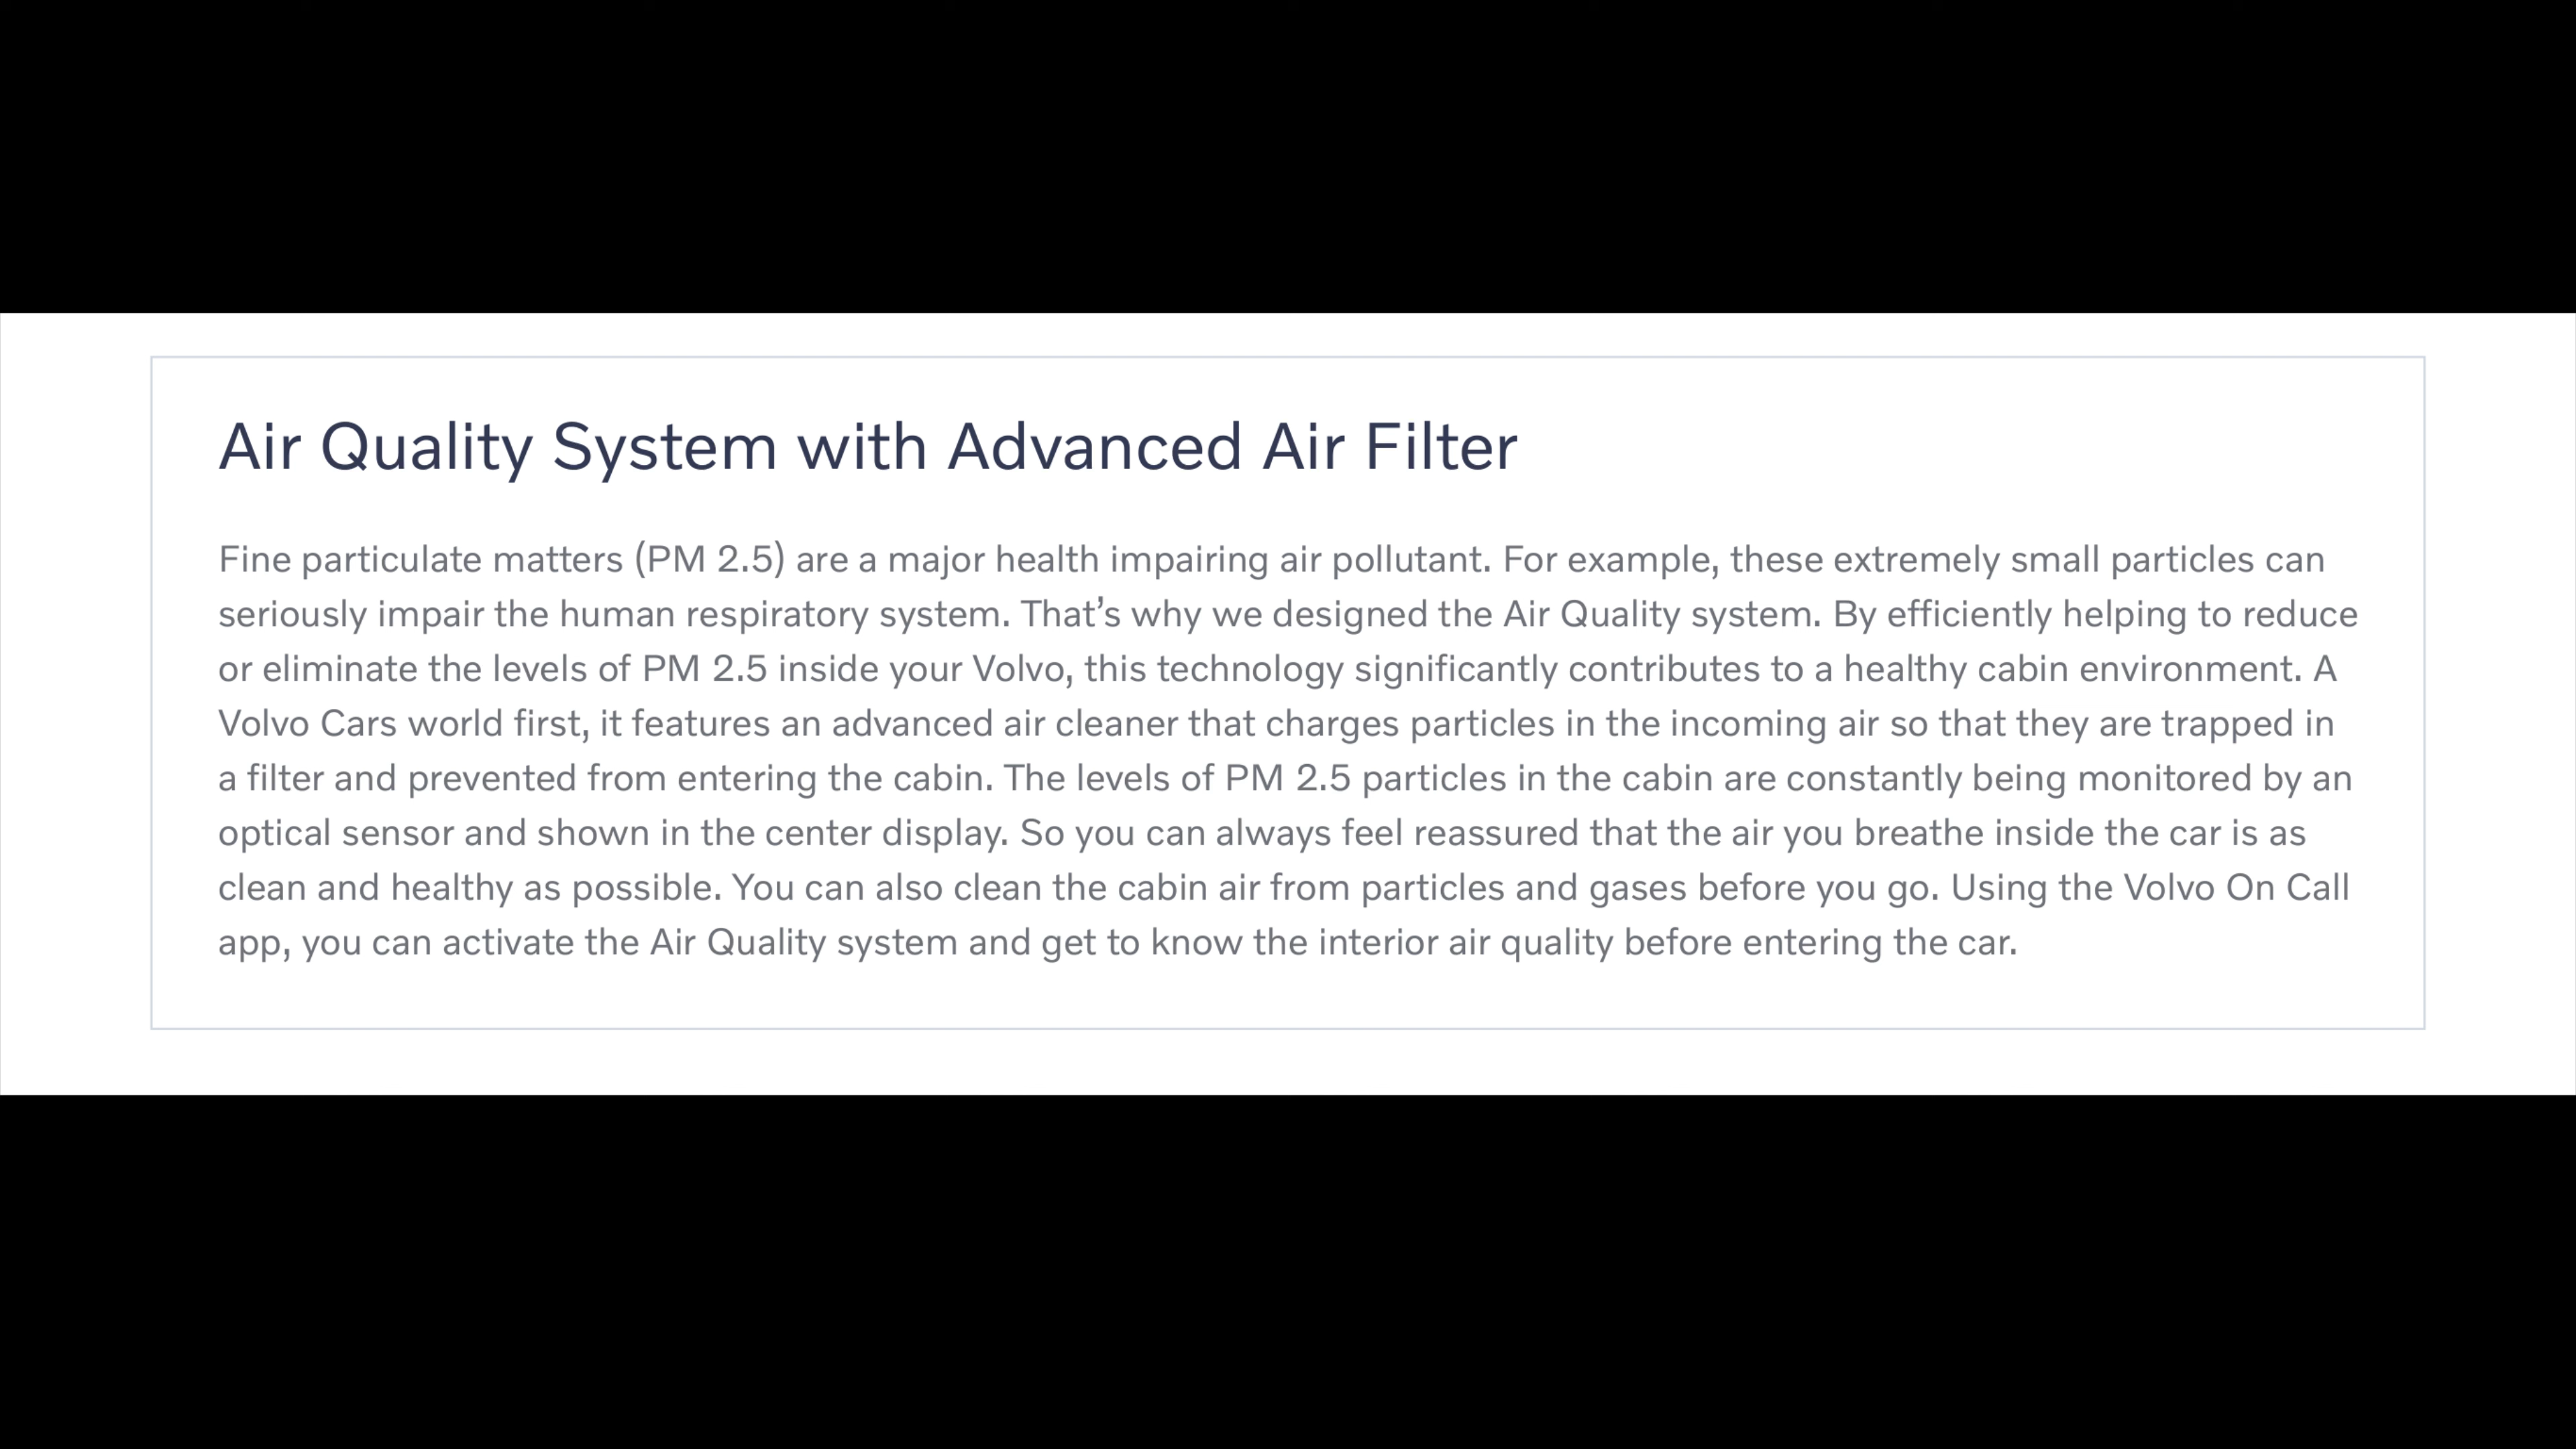 Air Quality System with Advanced Air Filter
Fine particulate matters (PM 2.5) are a major health impairing air pollutant. For example, these extremely small particles can
seriously impair the human respiratory system. That’s why we designed the Air Quality system. By efficiently helping to reduce
or eliminate the levels of PM 2.5 inside your Volvo, this technology significantly contributes to a healthy cabin environment. A
Volvo Cars world first, it features an advanced air cleaner that charges particles in the incoming air so that they are trapped in
a filter and prevented from entering the cabin. The levels of PM 2.5 particles in the cabin are constantly being monitored by an
optical sensor and shown in the center display. So you can always feel reassured that the air you breathe inside the car is as
clean and healthy as possible. You can also clean the cabin air from particles and gases before you go. Using the Volvo On Call
app, you can activate the Air Quality system and get to know the interior air quality before entering the car.